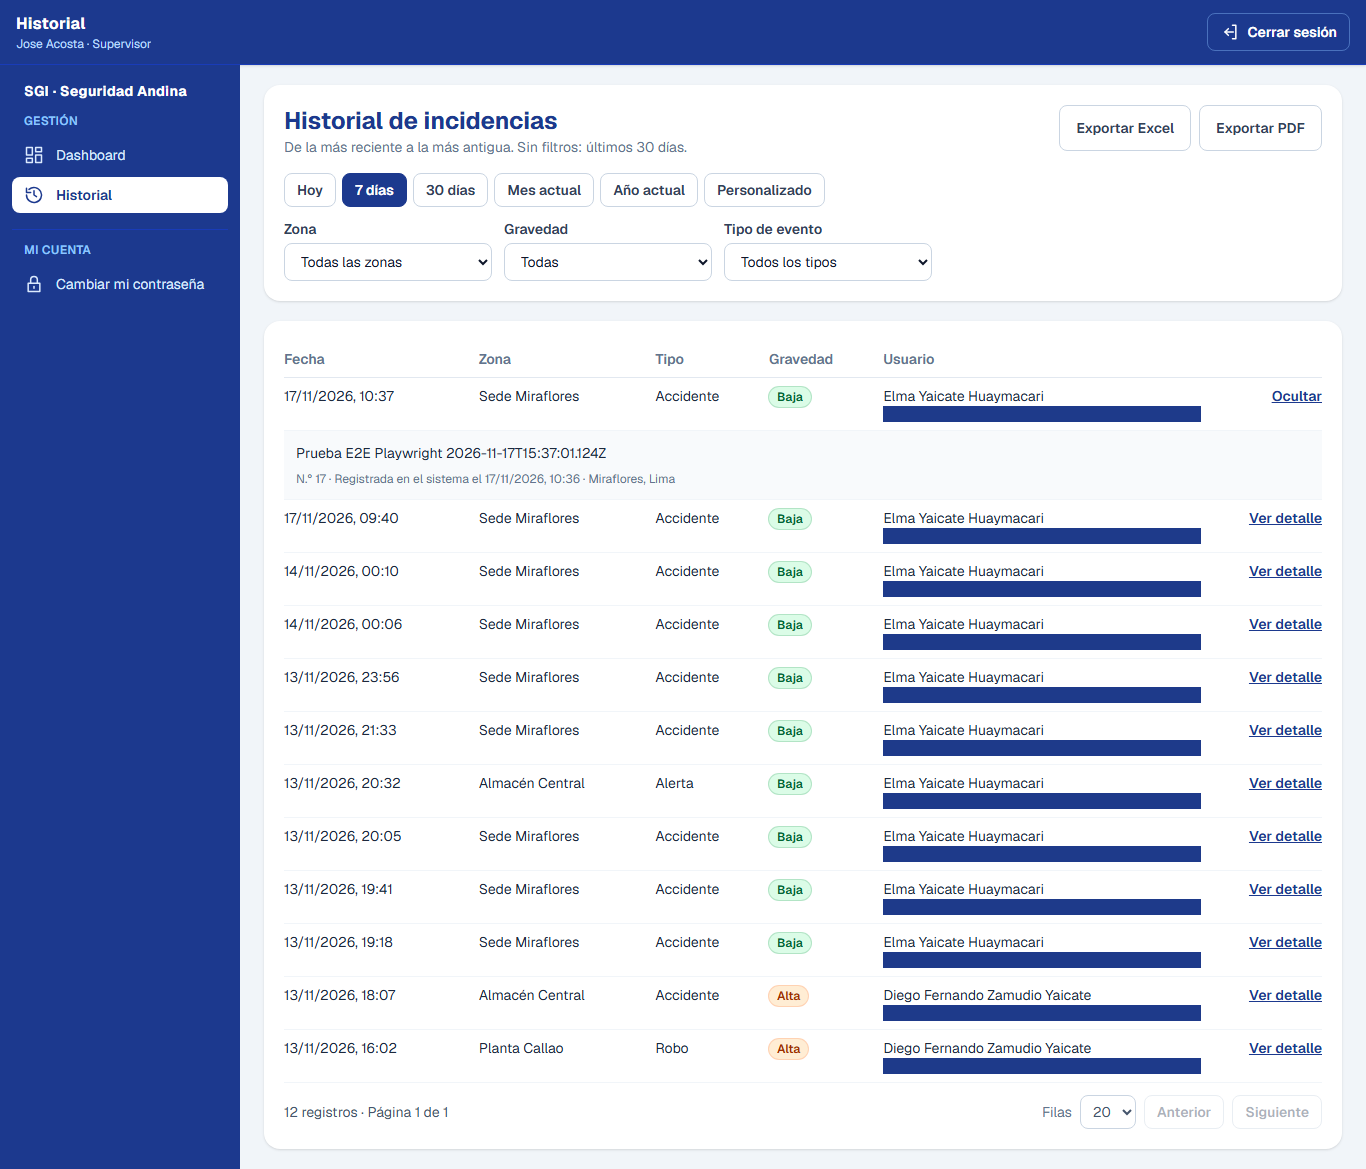 Historial
Jose Acosta · Supervisor
Cerrar sesión
SGI · Seguridad Andina
GESTIÓN
Dashboard
Historial
MI CUENTA
Cambiar mi contraseña
Historial de incidencias
De la más reciente a la más antigua. Sin filtros: últimos 30 días.
Exportar Excel Exportar PDF
Hoy 7 días 30 días Mes actual Año actual Personalizado
Zona Gravedad Tipo de evento
Todas las zonas Todas Todos los tipos
Fecha Zona Tipo Gravedad Usuario
17/11/2026, 10:37 Sede Miraflores Accidente Baja Elma Yaicate Huaymacari Ocultar
Prueba E2E Playwright 2026-11-17T15:37:01.124Z
N.° 17 · Registrada en el sistema el 17/11/2026, 10:36 · Miraflores, Lima
17/11/2026, 09:40 Sede Miraflores Accidente Baja Elma Yaicate Huaymacari Ver detalle
14/11/2026, 00:10 Sede Miraflores Accidente Baja Elma Yaicate Huaymacari Ver detalle
14/11/2026, 00:06 Sede Miraflores Accidente Baja Elma Yaicate Huaymacari Ver detalle
13/11/2026, 23:56 Sede Miraflores Accidente Baja Elma Yaicate Huaymacari Ver detalle
13/11/2026, 21:33 Sede Miraflores Accidente Baja Elma Yaicate Huaymacari Ver detalle
13/11/2026, 20:32 Almacén Central Alerta Baja Elma Yaicate Huaymacari Ver detalle
13/11/2026, 20:05 Sede Miraflores Accidente Baja Elma Yaicate Huaymacari Ver detalle
13/11/2026, 19:41 Sede Miraflores Accidente Baja Elma Yaicate Huaymacari Ver detalle
13/11/2026, 19:18 Sede Miraflores Accidente Baja Elma Yaicate Huaymacari Ver detalle
13/11/2026, 18:07 Almacén Central Accidente Alta Diego Fernando Zamudio Yaicate Ver detalle
13/11/2026, 16:02 Planta Callao Robo Alta Diego Fernando Zamudio Yaicate Ver detalle
12 registros · Página 1 de 1 Filas 20 Anterior Siguiente